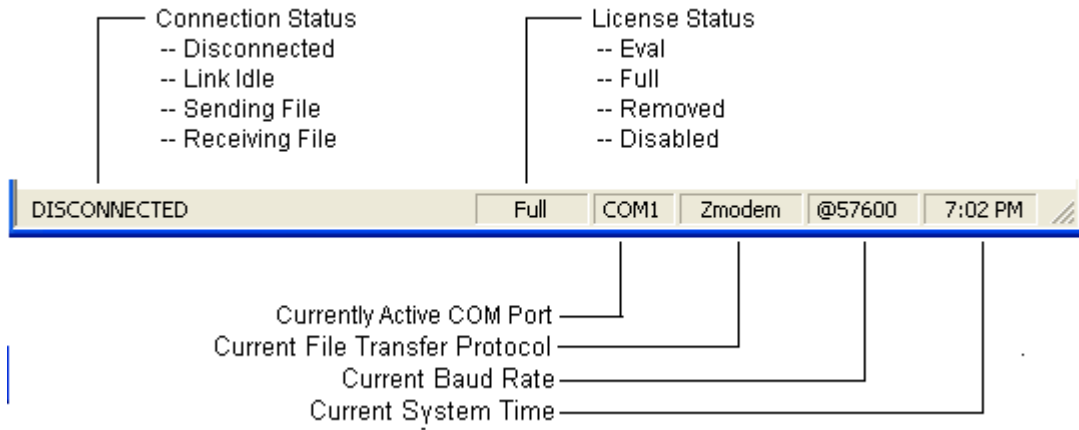 Connection Status
-- Disconnected
-- Link Idle
-- Sending File
-- Receiving File
License Status
-- Eval
-- Full
-- Removed
-- Disabled
DISCONNECTED Full COM1 Zmodem @57600 7:02 PM
Currently Active COM Port
Current File Transfer Protocol
Current Baud Rate
Current System Time